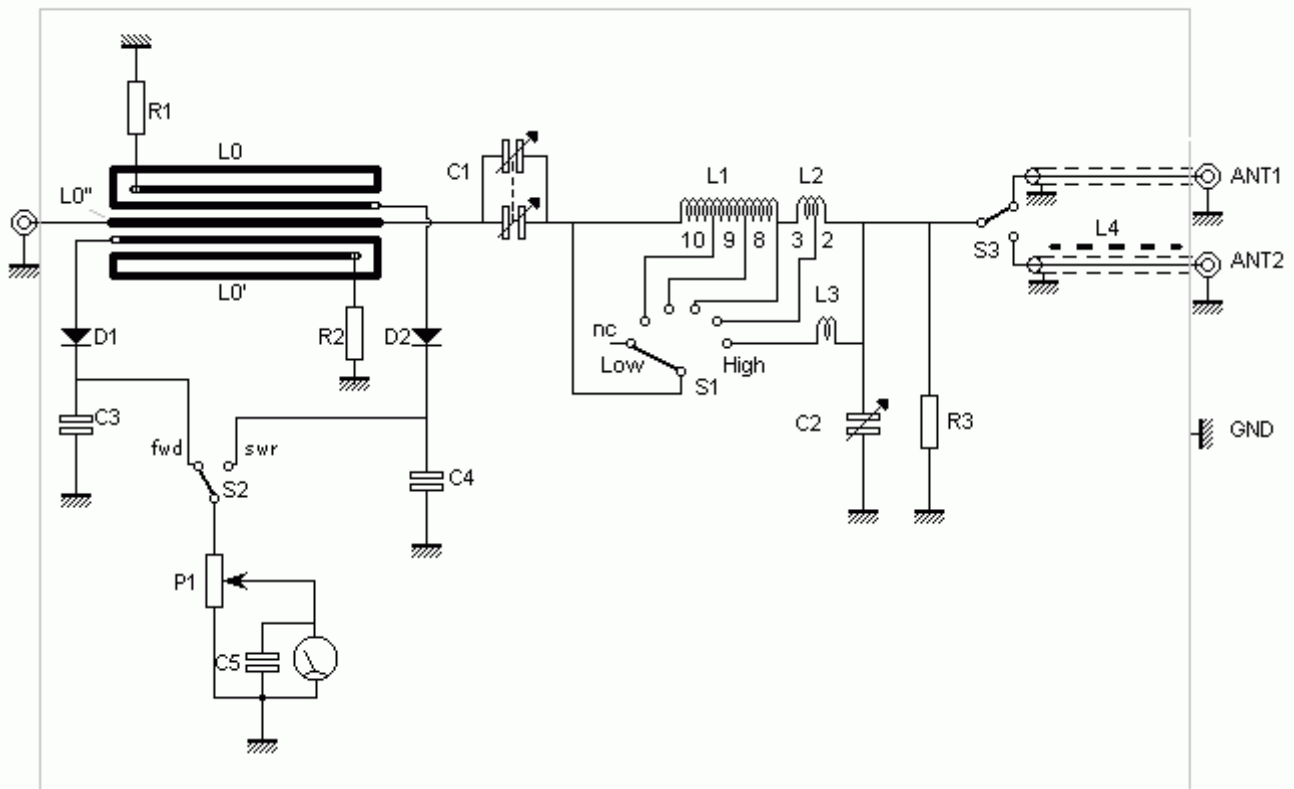 R1
L0
L0"
L0'
C1
L1
L2
10 9 8 3 2
L3
nc
Low
High
S1
S3
ANT1
L4
ANT2
D1
R2
D2
C3
fwd
swr
S2
C4
C2
R3
GND
P1
C5